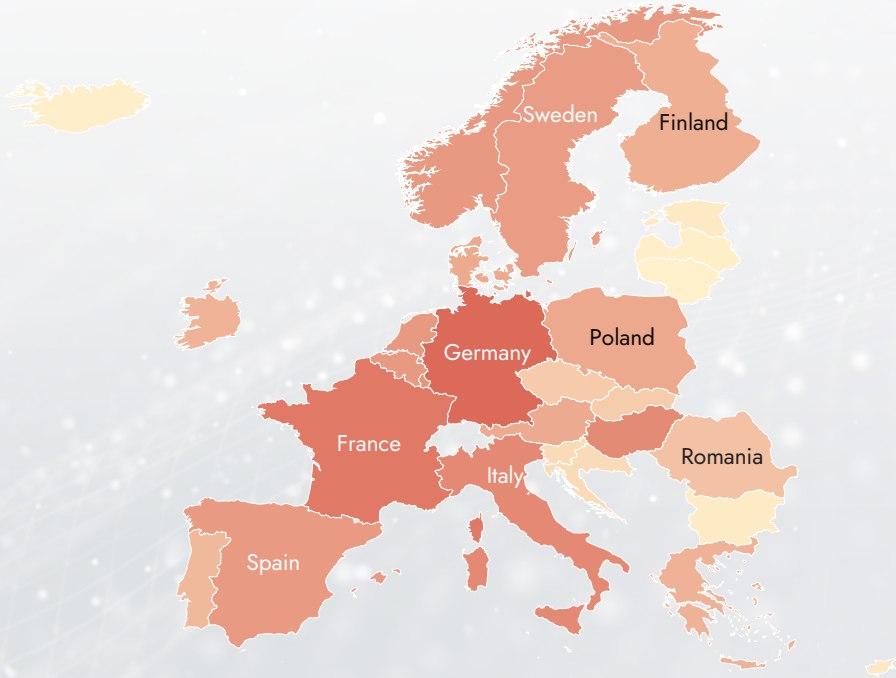 Sweden
Finland
Poland
Germany
France
Romania
Italy
Spain